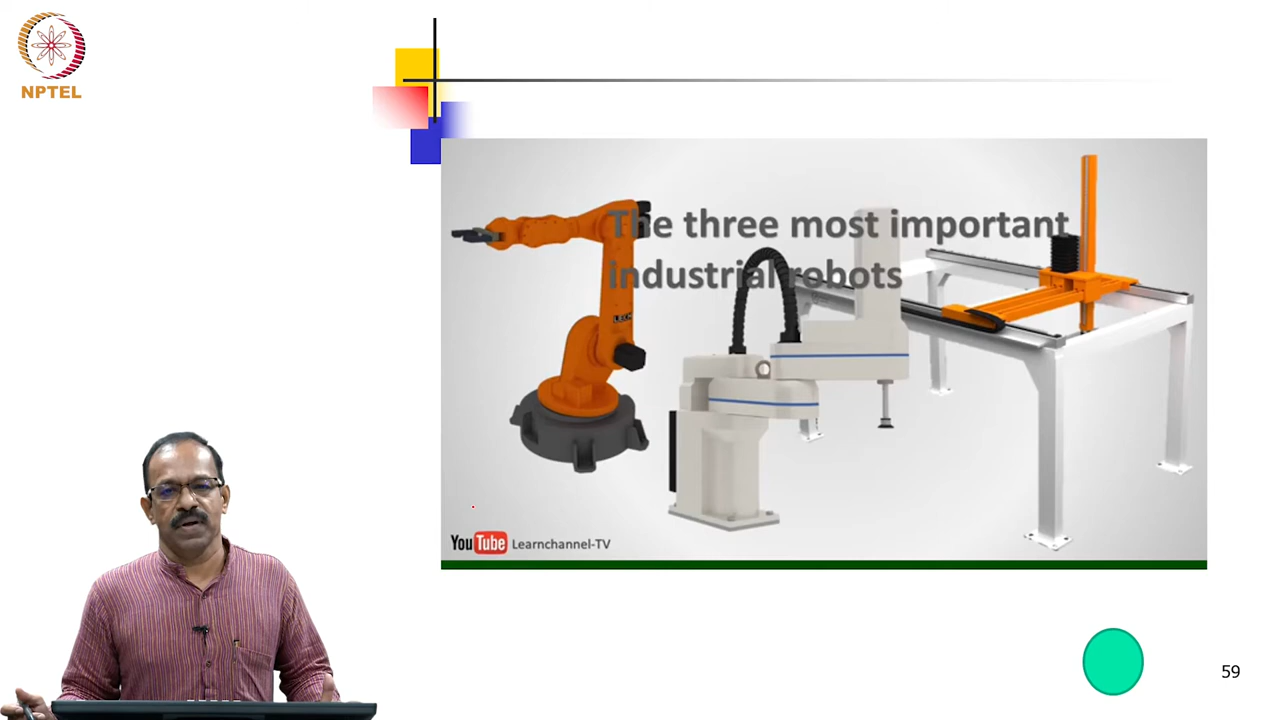 NPTEL
The three most important
industrial robots
YouTube Learnchannel-TV
59